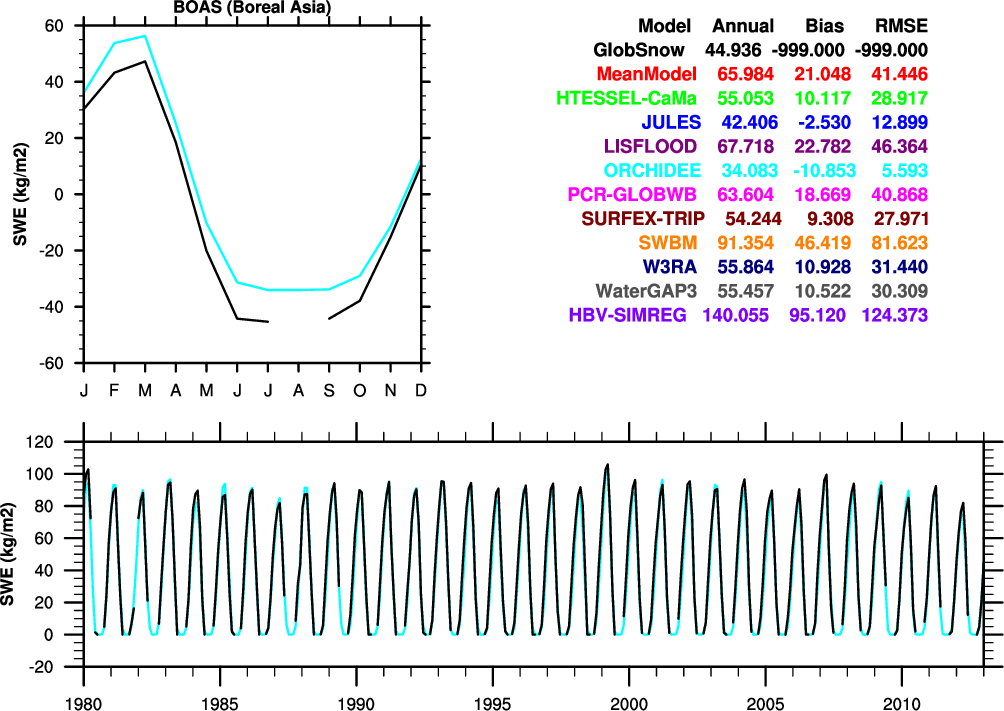 BOAS (Boreal Asia)
60
40
20
0
-20
-40
-60
SWE (kg/m2)
J F M A M J J A S O N D
Model Annual Bias RMSE
GlobSnow 44.936 -999.000 -999.000
MeanModel 65.984 21.048 41.446
HTESSEL-CaMa 55.053 10.117 28.917
JULES 42.406 -2.530 12.899
LISFLOOD 67.718 22.782 46.364
ORCHIDEE 34.083 -10.853 5.593
PCR-GLOBWB 63.604 18.669 40.868
SURFEX-TRIP 54.244 9.308 27.971
SWBM 91.354 46.419 81.623
W3RA 55.864 10.928 31.440
WaterGAP3 55.457 10.522 30.309
HBV-SIMREG 140.055 95.120 124.373
120
100
80
60
40
20
0
-20
SWE (kg/m2)
1980 1985 1990 1995 2000 2005 2010